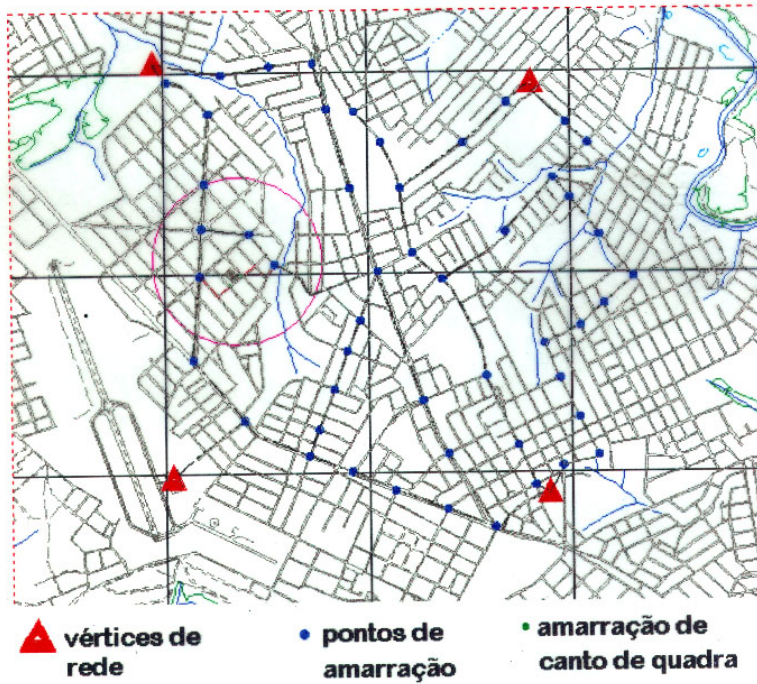 vértices de
rede
pontos de
amarração
amarração de
canto de quadra